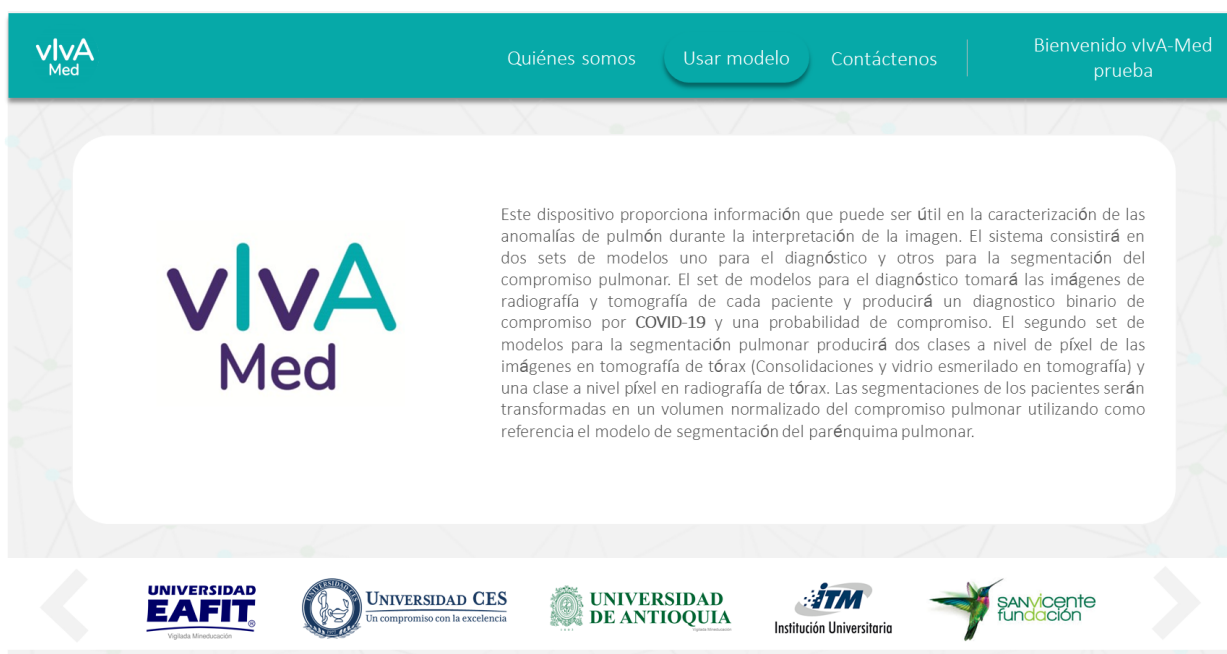 vIvA
Med
Quiénes somos
Usar modelo
Contáctenos
Bienvenido vIvA-Med
prueba
vIvA
Med
Este dispositivo proporciona información que puede ser útil en la caracterización de las
anomalías de pulmón durante la interpretación de la imagen. El sistema consistirá en
dos sets de modelos uno para el diagnóstico y otros para la segmentación del
compromiso pulmonar. El set de modelos para el diagnóstico tomará las imágenes de
radiografía y tomografía de cada paciente y producirá un diagnostico binario de
compromiso por COVID-19 y una probabilidad de compromiso. El segundo set de
modelos para la segmentación pulmonar producirá dos clases a nivel de píxel de las
imágenes en tomografía de tórax (Consolidaciones y vidrio esmerilado en tomografía) y
una clase a nivel píxel en radiografía de tórax. Las segmentaciones de los pacientes serán
transformadas en un volumen normalizado del compromiso pulmonar utilizando como
referencia el modelo de segmentación del parénquima pulmonar.
UNIVERSIDAD
EAFIT®
Vigilada Mineducación
UNIVERSIDAD CES
Un compromiso con la excelencia
UNIVERSIDAD
DE ANTIOQUIA
ITM
Institución Universitaria
SANVICENTE
fundación